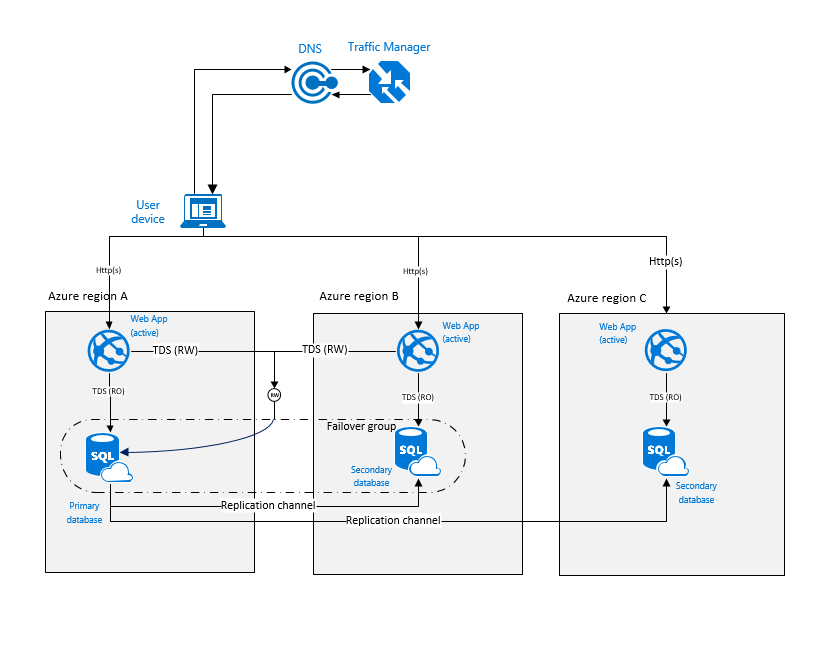 DNS
Traffic Manager
User
device
Http(s)
Http(s)
Http(s)
Azure region A
Azure region B
Azure region C
Web App
(active)
Web App
(active)
Web App
(active)
TDS (RW)
TDS (RW)
TDS (RO)
RW
TDS (RO)
TDS (RO)
Failover group
SQL
SQL
SQL
Secondary
database
Secondary
database
Primary
database
Replication channel
Replication channel